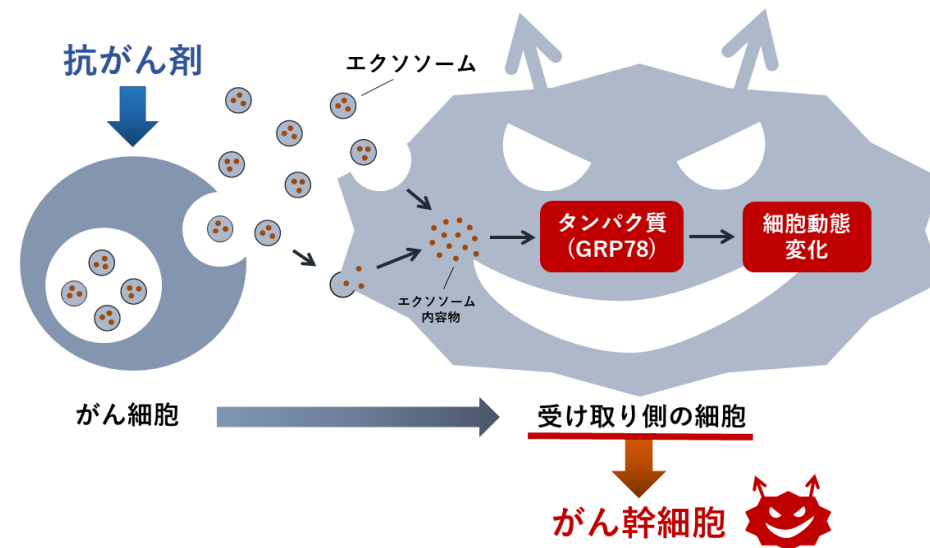 抗がん剤
エクソソーム
タンパク質
(GRP78)
細胞動態
変化
エクソソーム
内容物
がん細胞
受け取り側の細胞
がん幹細胞